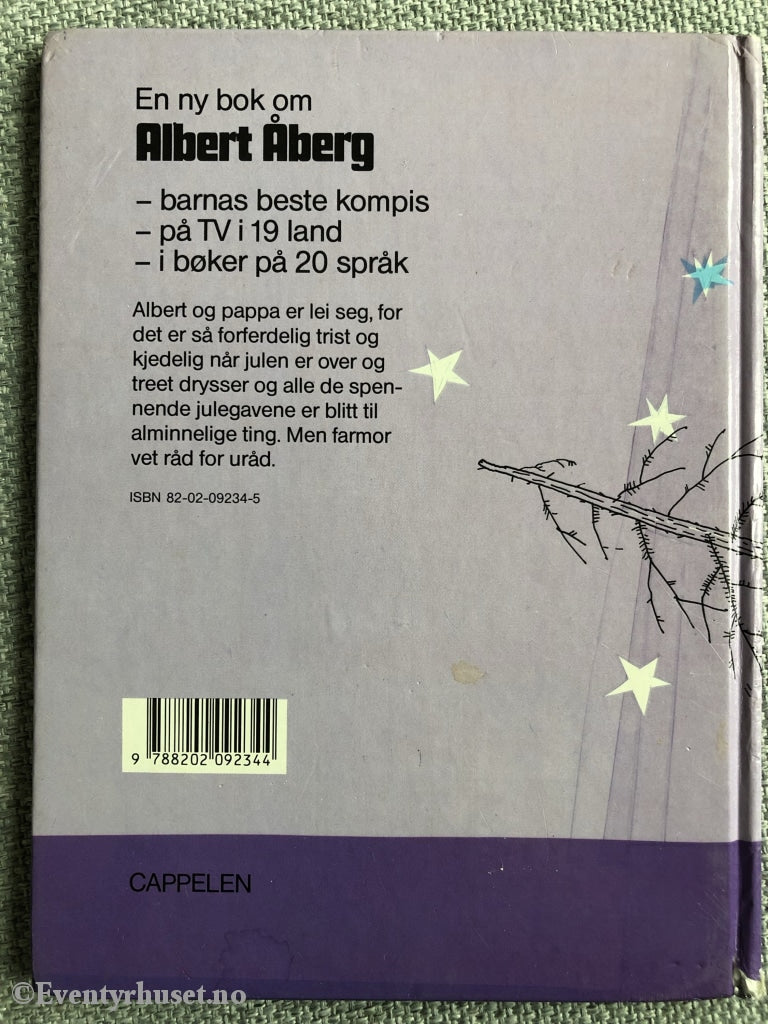 En ny bok om
Albert Åberg
– barnas beste kompis
– på TV i 19 land
– i bøker på 20 språk
Albert og pappa er lei seg, for
det er så forferdelig trist og
kjedelig når julen er over og
treet drysser og alle de spen-
nende julegavene er blitt til
alminnelige ting. Men farmor
vet råd for uråd.
ISBN 82-02-09234-5
9 788202 092344
CAPPELEN
©Eventyrhuset.no